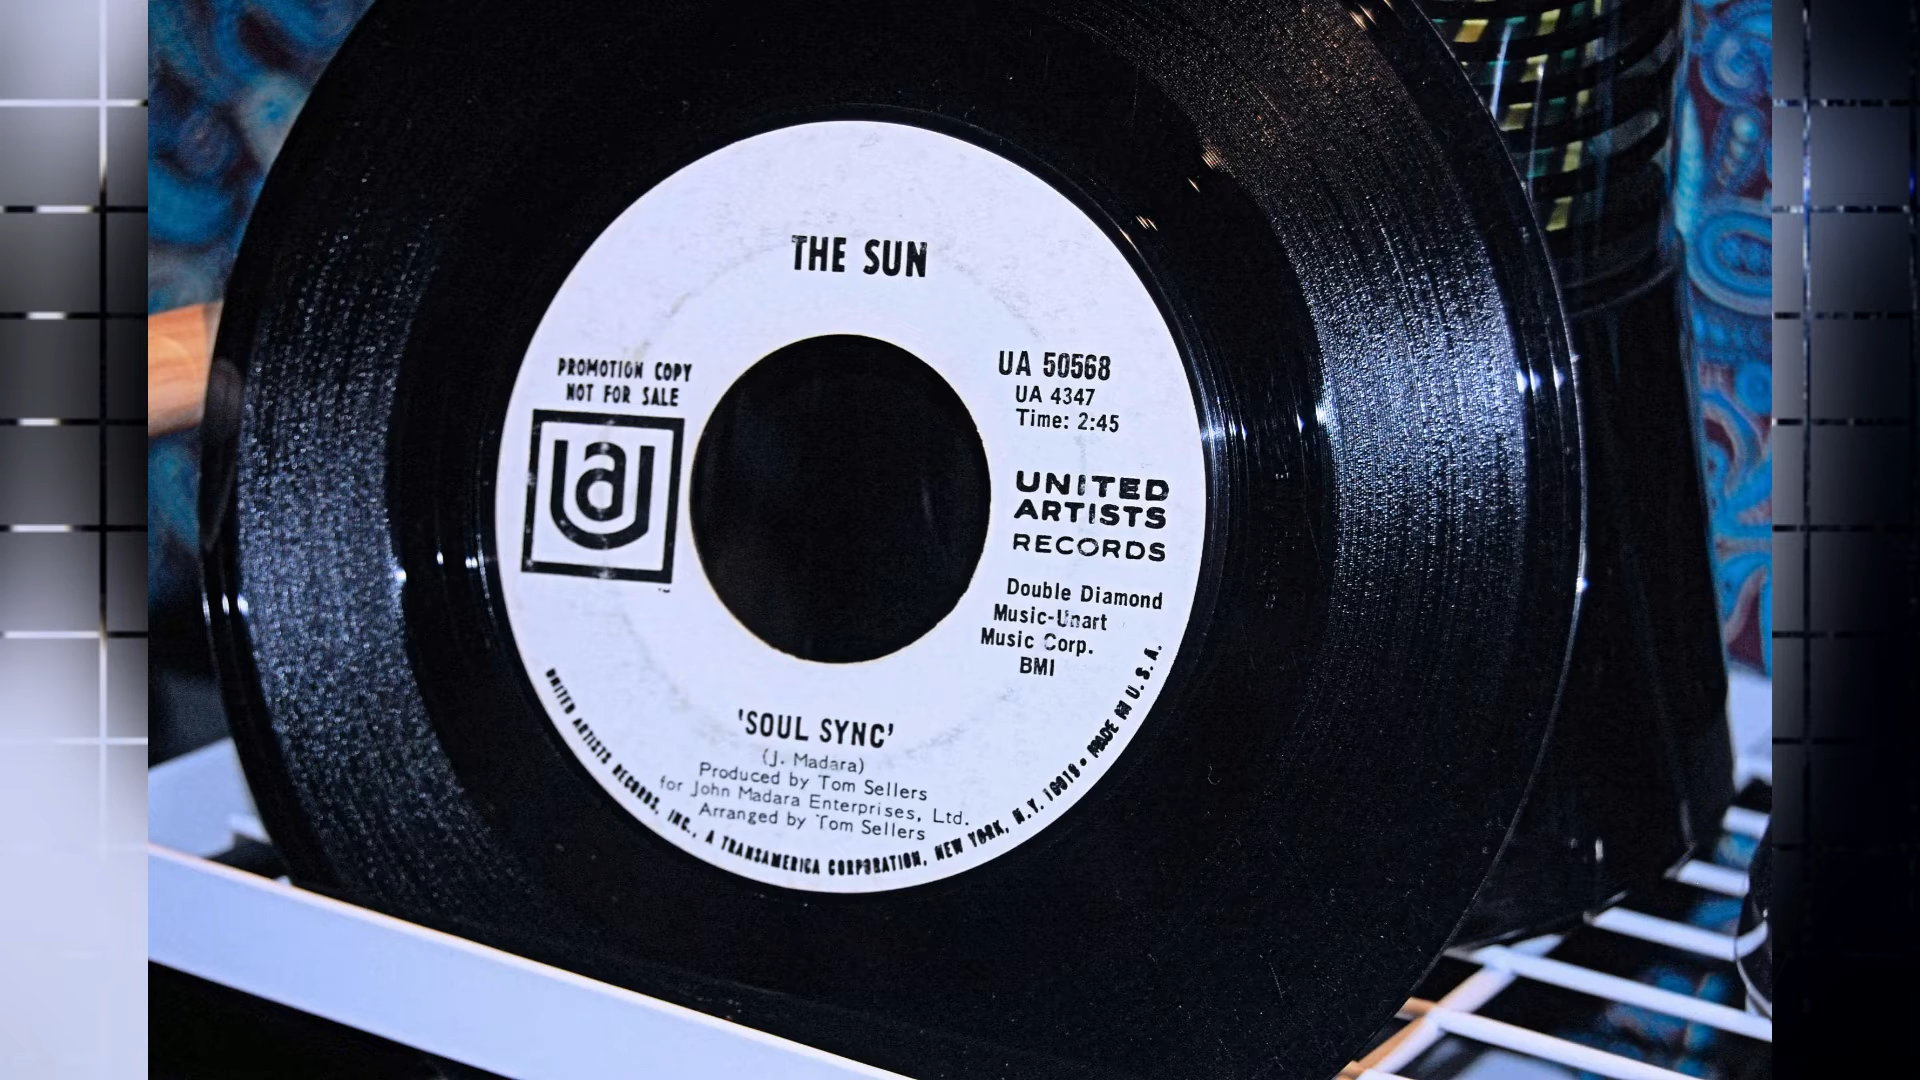 THE SUN
PROMOTION COPY
NOT FOR SALE
ua
UA 50568
UA 4347
Time: 2:45
UNITED
ARTISTS
RECORDS
Double Diamond
Music-Unart
Music Corp.
BMI
'SOUL SYNC'
(J. Madara)
Produced by Tom Sellers
for John Madara Enterprises, Ltd.
Arranged by Tom Sellers
UNITED ARTISTS RECORDS, INC., A TRANSAMERICA CORPORATION, NEW YORK, N.Y. 10019 • MADE IN U.S.A.